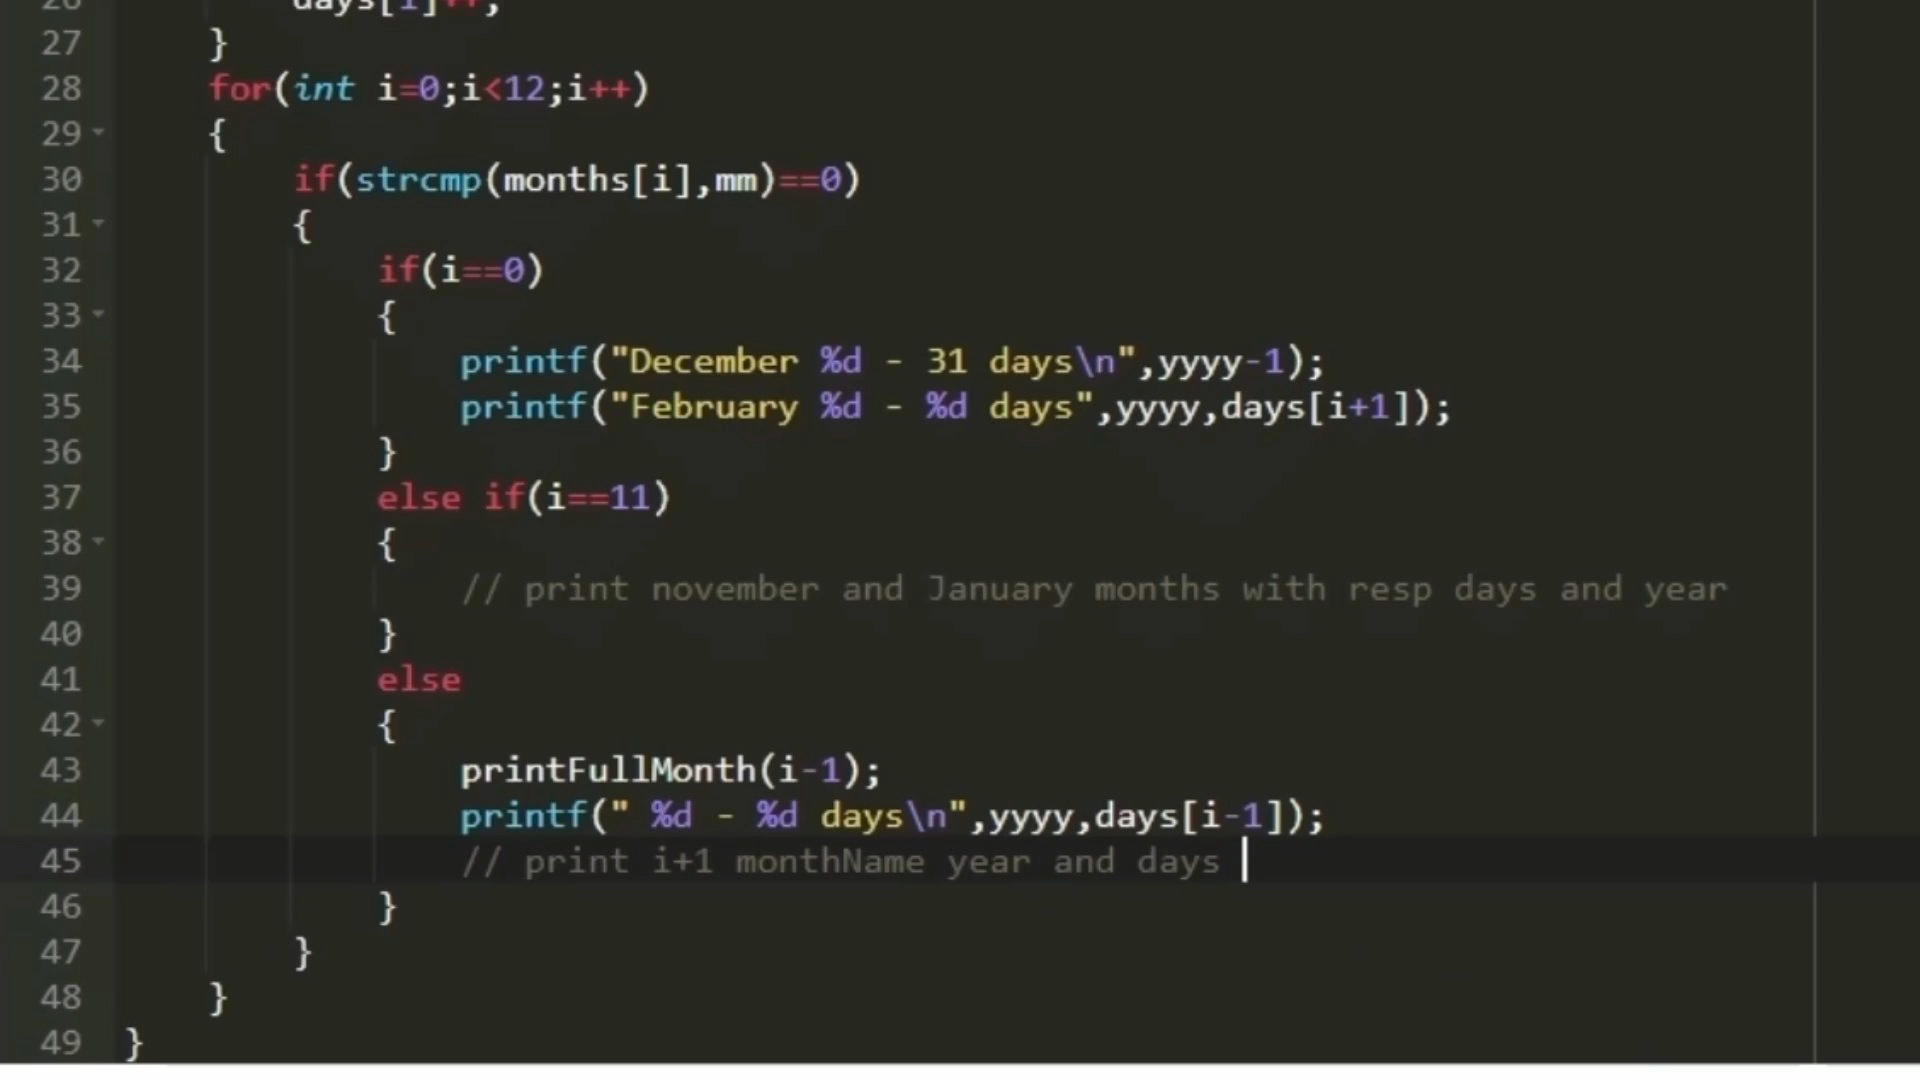 26 days[1]++;
27 }
28 for(int i=0;i<12;i++)
29 {
30 if(strcmp(months[i],mm)==0)
31 {
32 if(i==0)
33 {
34 printf("December %d - 31 days\n",yyyy-1);
35 printf("February %d - %d days",yyyy,days[i+1]);
36 }
37 else if(i==11)
38 {
39 // print november and January months with resp days and year
40 }
41 else
42 {
43 printFullMonth(i-1);
44 printf(" %d - %d days\n",yyyy,days[i-1]);
45 // print i+1 monthName year and days
46 }
47 }
48 }
49 }